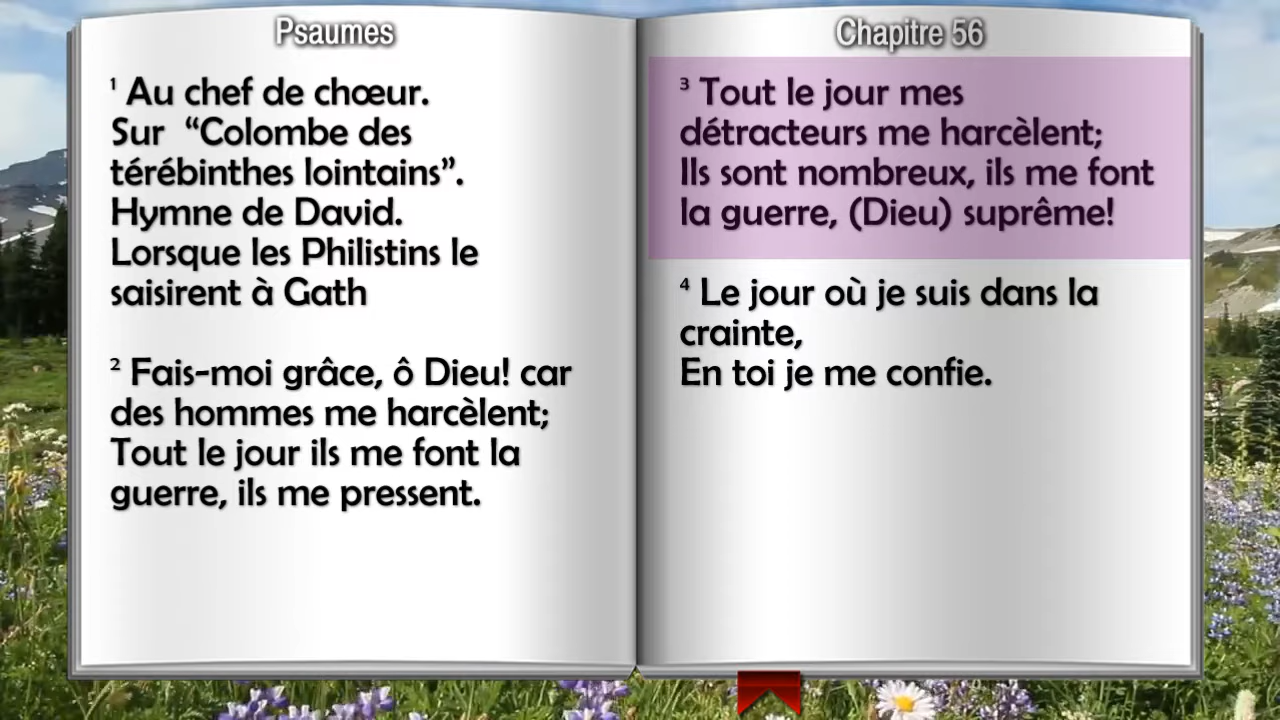 Psaumes
¹ Au chef de chœur.
Sur “Colombe des
térébinthes lointains”.
Hymne de David.
Lorsque les Philistins le
saisirent à Gath
² Fais-moi grâce, ô Dieu! car
des hommes me harcèlent;
Tout le jour ils me font la
guerre, ils me pressent.
Chapitre 56
³ Tout le jour mes
détracteurs me harcèlent;
Ils sont nombreux, ils me font
la guerre, (Dieu) suprême!
⁴ Le jour où je suis dans la
crainte,
En toi je me confie.